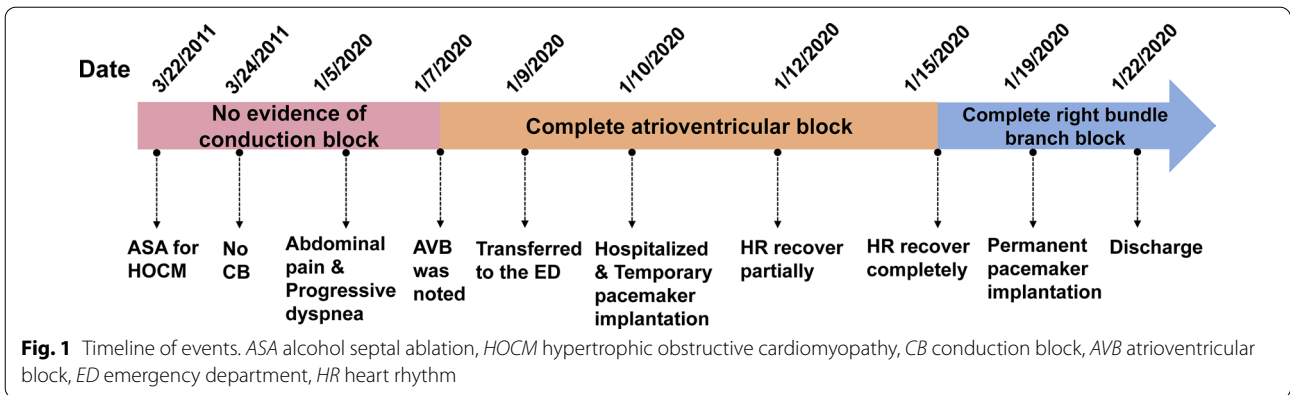 Date
3/22/2011
3/24/2011
1/5/2020
1/7/2020
1/9/2020
1/10/2020
1/12/2020
1/15/2020
1/19/2020
1/22/2020
No evidence of
conduction block
Complete atrioventricular block
Complete right bundle
branch block
ASA for
HOCM
No
CB
Abdominal
pain &
Progressive
dyspnea
AVB
was
noted
Transferred
to the ED
Hospitalized
& Temporary
pacemaker
implantation
HR recover
partially
HR recover
completely
Permanent
pacemaker
implantation
Discharge
Fig. 1 Timeline of events. ASA alcohol septal ablation, HOCM hypertrophic obstructive cardiomyopathy, CB conduction block, AVB atrioventricular
block, ED emergency department, HR heart rhythm